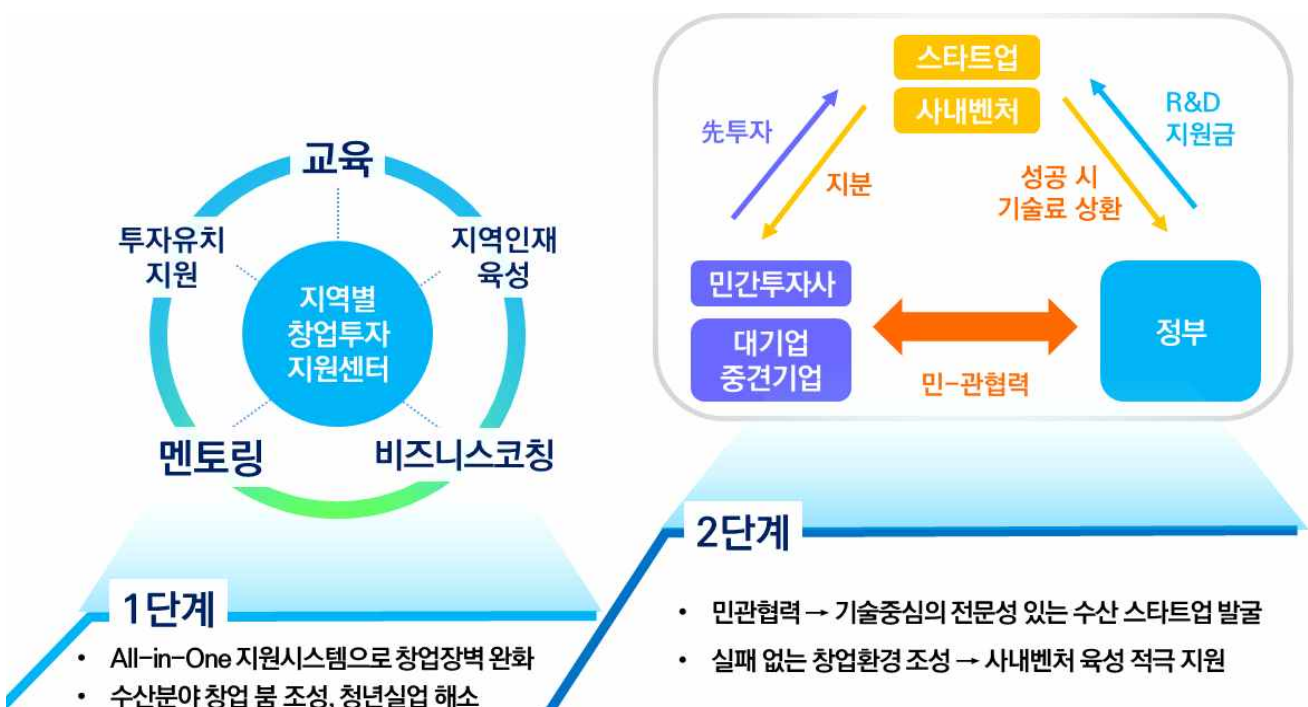 교육
투자유치
지원
지역인재
육성
지역별
창업투자
지원센터
멘토링
비즈니스코칭
1단계
• All-in-One 지원시스템으로 창업장벽 완화
• 수산분야 창업 붐 조성, 청년실업 해소
스타트업
사내벤처
先투자
지분
성공 시
기술료 상환
R&D
지원금
민간투자사
대기업
중견기업
민-관협력
정부
2단계
• 민관협력 → 기술중심의 전문성 있는 수산 스타트업 발굴
• 실패 없는 창업환경 조성 → 사내벤처 육성 적극 지원